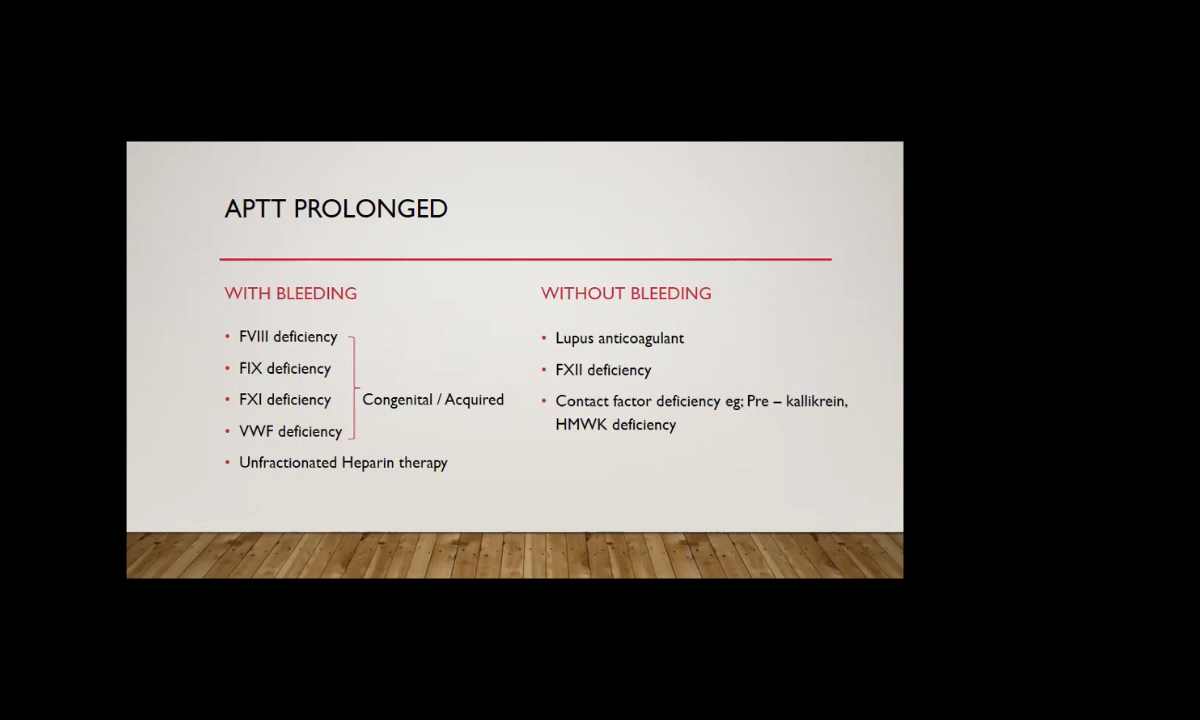 APTT PROLONGED
WITH BLEEDING
• FVIII deficiency
• FIX deficiency
• FXI deficiency
• VWF deficiency
Congenital / Acquired
• Unfractionated Heparin therapy
WITHOUT BLEEDING
• Lupus anticoagulant
• FXII deficiency
• Contact factor deficiency eg; Pre – kallikrein,
HMWK deficiency